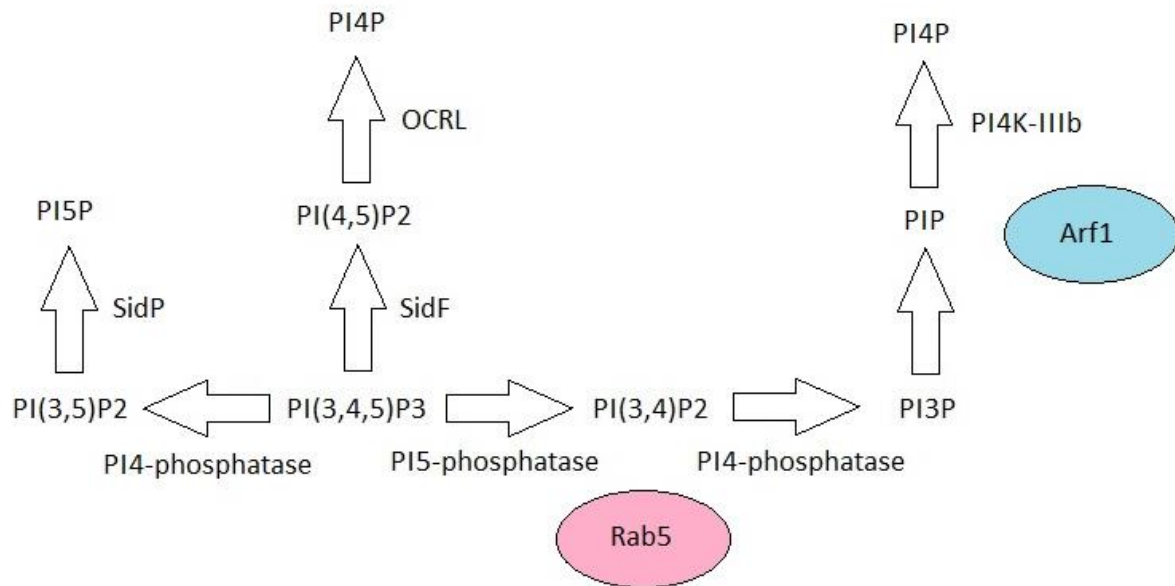 PI4P
PI4P
OCRL
PI4K-IIIb
PI5P
PI(4,5)P2
PIP
Arf1
SidP
SidF
PI(3,5)P2
PI(3,4,5)P3
PI(3,4)P2
PI3P
PI4-phosphatase
PI5-phosphatase
PI4-phosphatase
Rab5